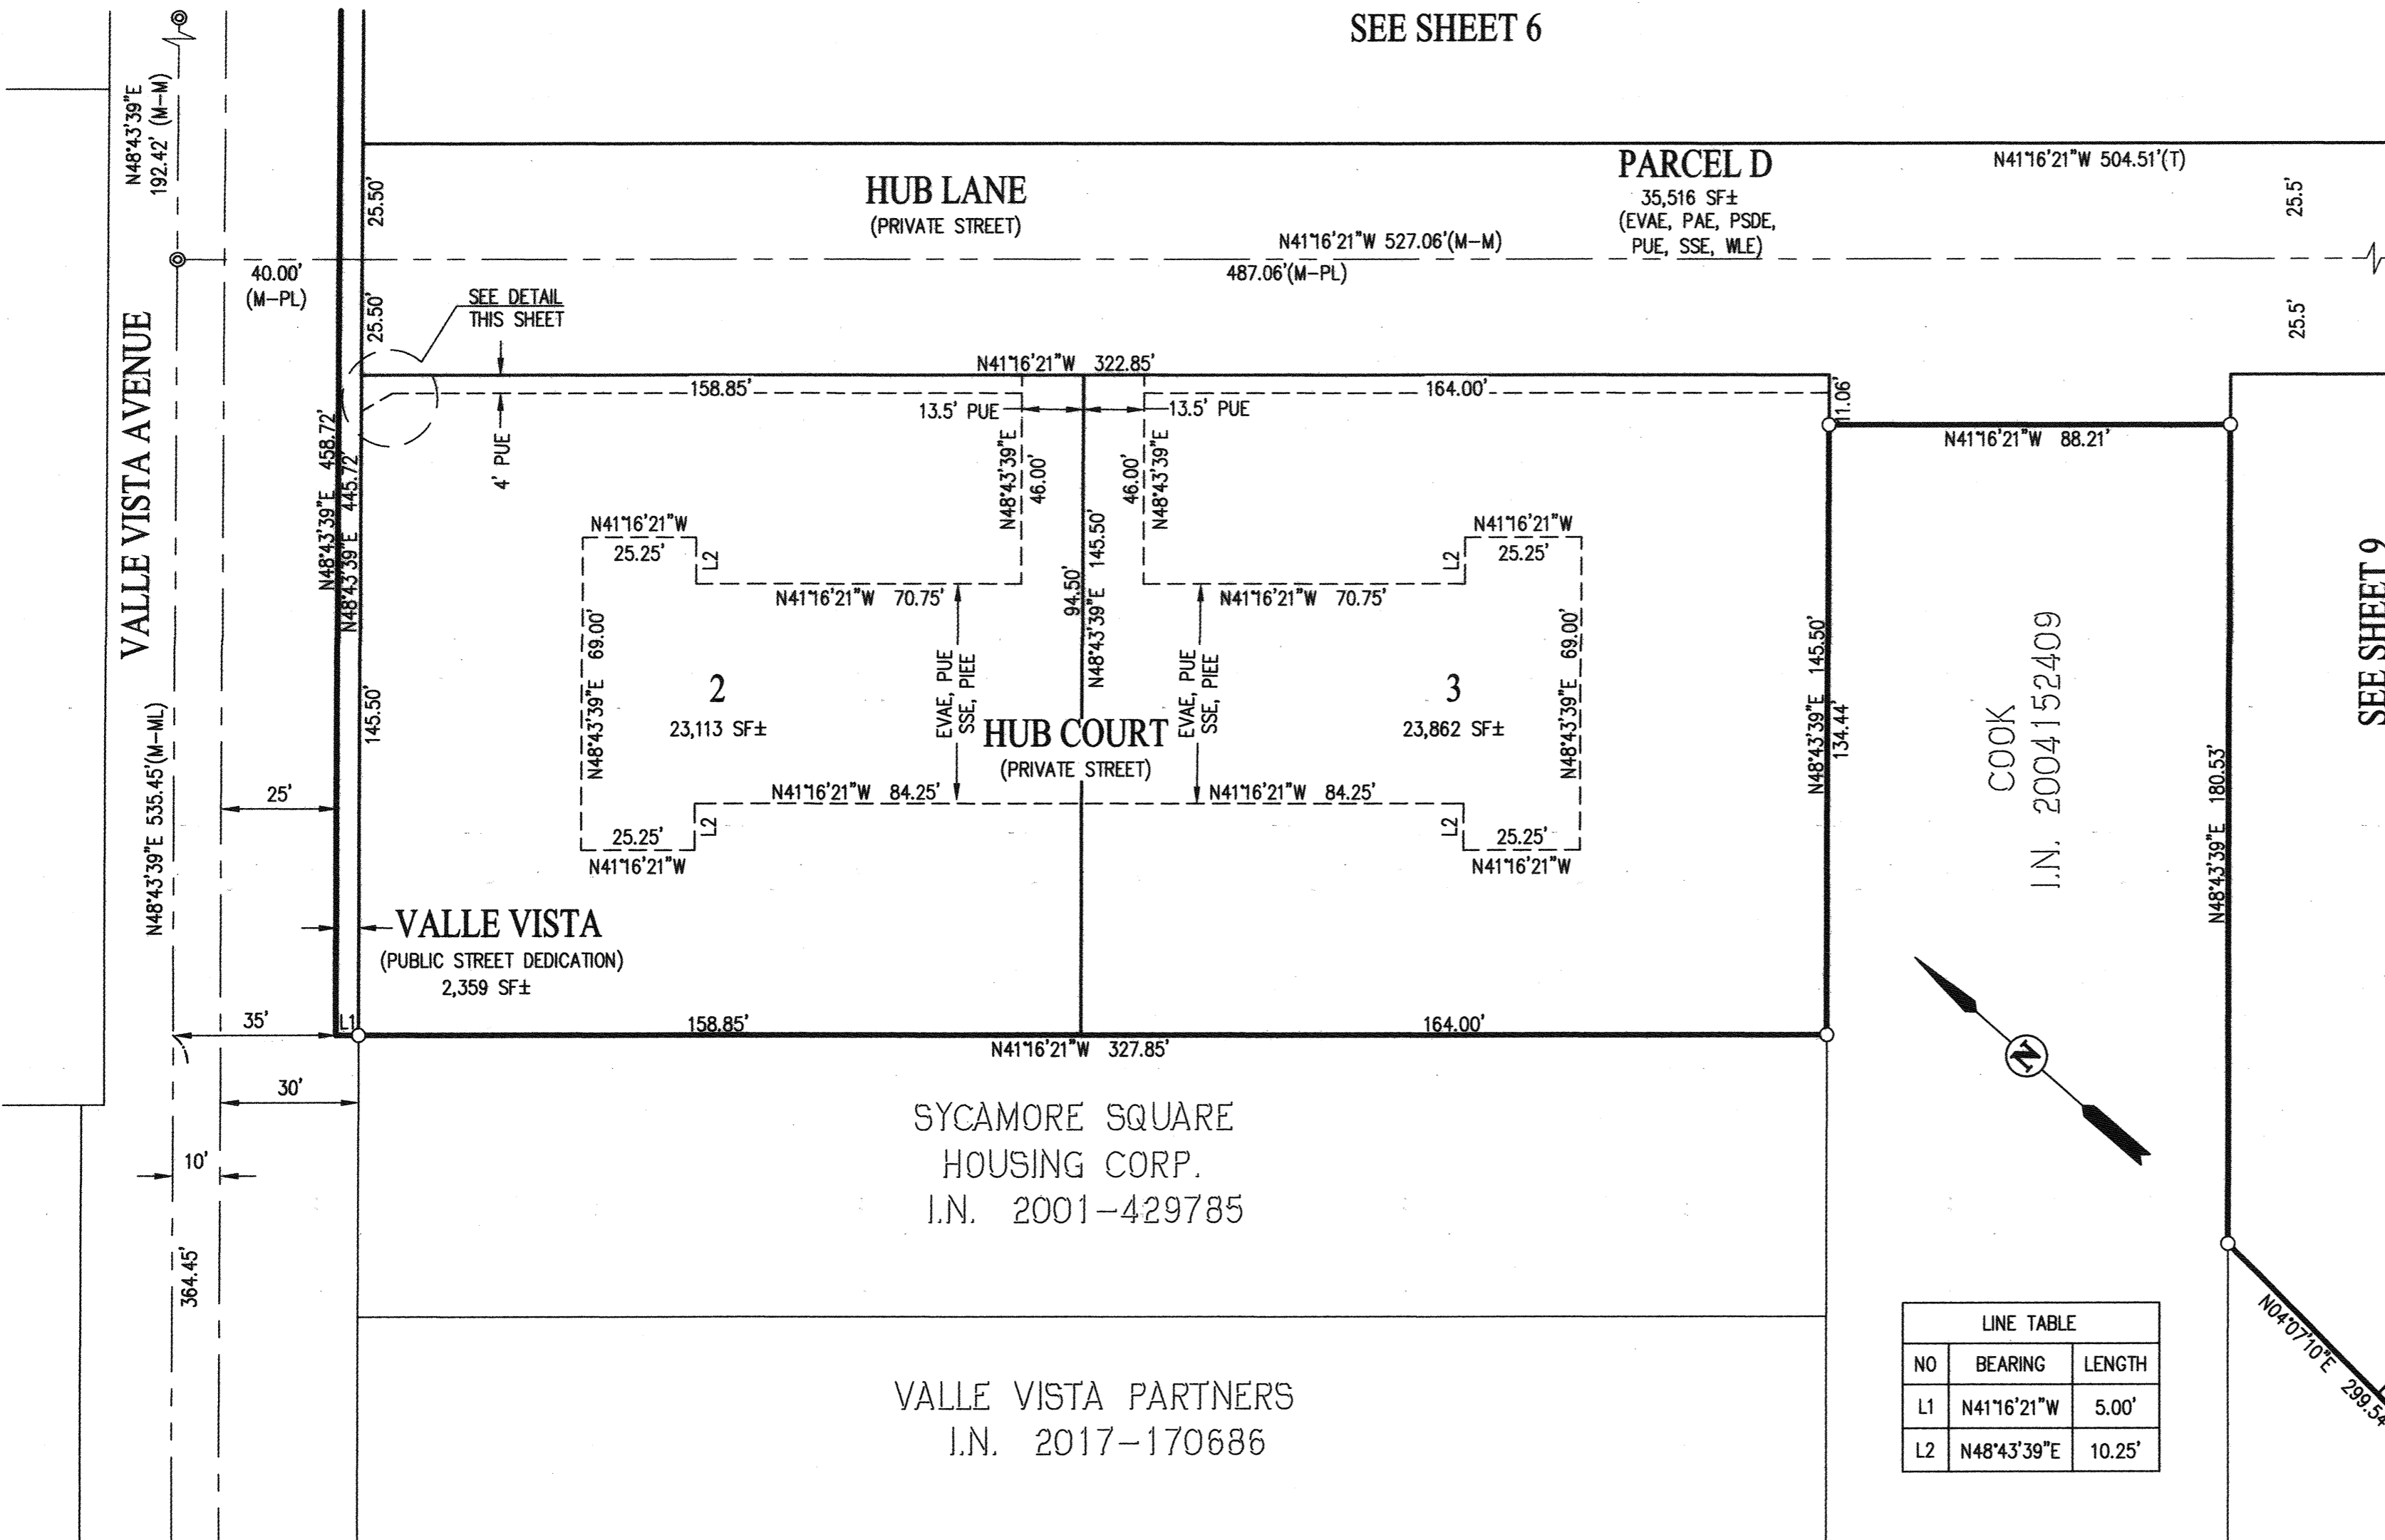 SEE SHEET 6
N48°43'39"E
192.42' (M-M)
25.50'
HUB LANE
(PRIVATE STREET)
PARCEL D
35,516 SF±
(EVAE, PAE, PSDE,
PUE, SSE, WLE)
N41°16'21"W 504.51'(T)
25.5'
N41°16'21"W 527.06'(M-M)
487.06'(M-PL)
40.00'
(M-PL)
25.50'
SEE DETAIL
THIS SHEET
25.5'
VALLE VISTA AVENUE
N41°16'21"W 322.85'
158.85'
164.00'
13.5' PUE
13.5' PUE
11.06'
N41°16'21"W 88.21'
4' PUE
N48°43'39"E 458.72'
N48°43'39"E 445.72'
N48°43'39"E
46.00'
46.00'
N48°43'39"E
N41°16'21"W
25.25'
L2
N41°16'21"W 70.75'
94.50'
N48°43'39"E 145.50'
N41°16'21"W
25.25'
L2
N41°16'21"W 70.75'
N48°43'39"E 69.00'
2
23,113 SF±
EVAE, PUE
SSE, PIEE
HUB COURT
(PRIVATE STREET)
EVAE, PUE
SSE, PIEE
3
23,862 SF±
N48°43'39"E 69.00'
N48°43'39"E 145.50'
134.44'
COOK
I.N. 2004152409
N48°43'39"E 180.53'
SEE SHEET 9
145.50'
N48°43'39"E 535.45'(M-ML)
25'
N41°16'21"W 84.25'
N41°16'21"W 84.25'
L2
25.25'
N41°16'21"W
L2
25.25'
N41°16'21"W
VALLE VISTA
(PUBLIC STREET DEDICATION)
2,359 SF±
35'
L1
158.85'
164.00'
N41°16'21"W 327.85'
N
30'
10'
364.45'
SYCAMORE SQUARE
HOUSING CORP.
I.N. 2001-429785
N04°07'10"E 299.54'
VALLE VISTA PARTNERS
I.N. 2017-170686
LINE TABLE
NO BEARING LENGTH
L1 N41°16'21"W 5.00'
L2 N48°43'39"E 10.25'